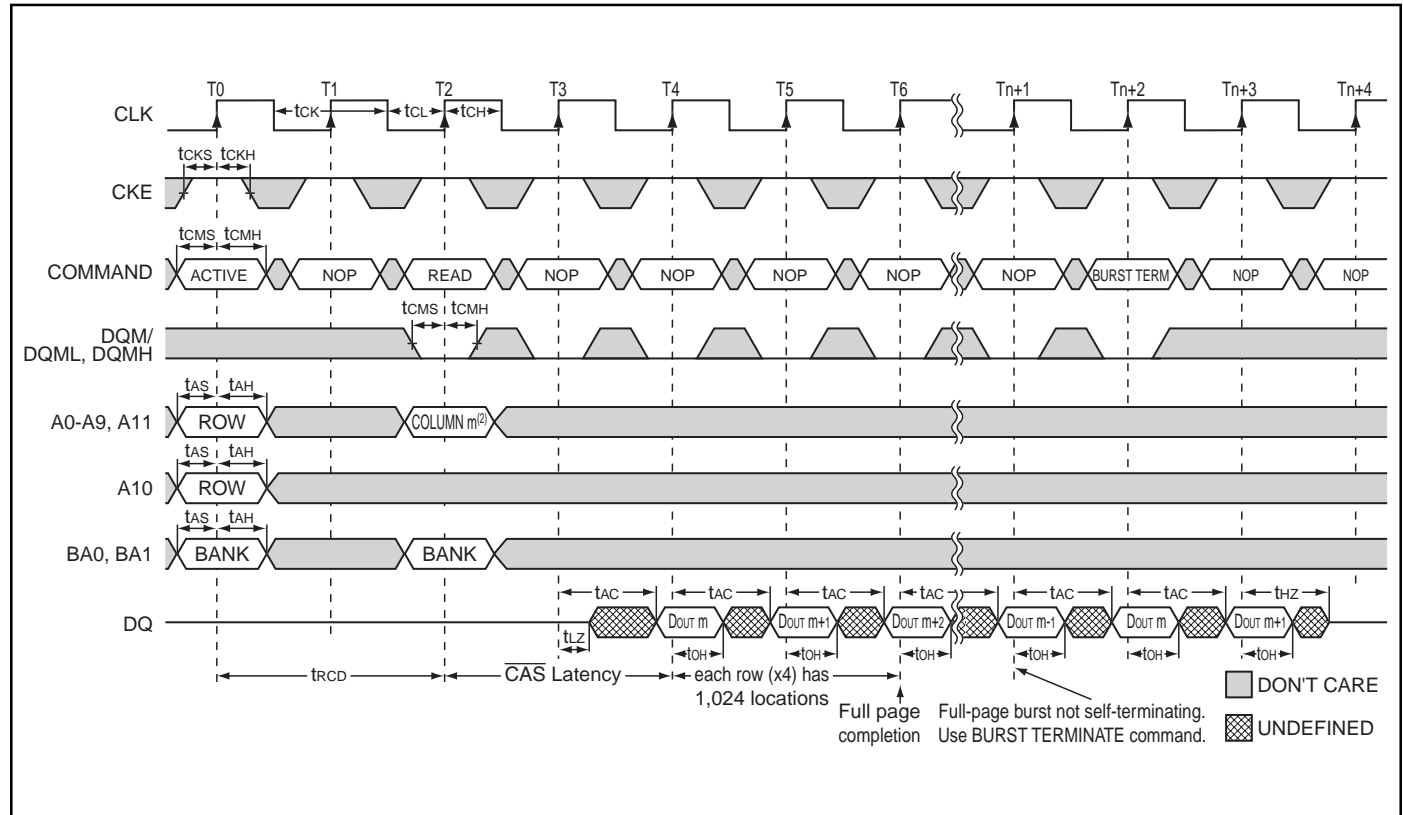 T0 T1 T2 T3 T4 T5 T6 Tn+1 Tn+2 Tn+3 Tn+4
CLK
tCK tCL tCH
tCKS tCKH
CKE
tCMS tCMH
COMMAND
ACTIVE NOP READ NOP NOP NOP NOP NOP BURST TERM NOP NOP
tCMS tCMH
DQM/
DQML, DQMH
tAS tAH
A0-A9, A11
ROW COLUMN m(2)
tAS tAH
A10
ROW
tAS tAH
BA0, BA1
BANK BANK
tAC tAC tAC tAC tAC tAC tHZ
DQ
DOUT m DOUT m+1 DOUT m+2 DOUT m-1 DOUT m DOUT m+1
tLZ
tOH tOH tOH tOH tOH tOH
tRCD
CAS Latency
each row (x4) has
1,024 locations
Full page
completion
Full-page burst not self-terminating.
Use BURST TERMINATE command.
DON'T CARE
UNDEFINED